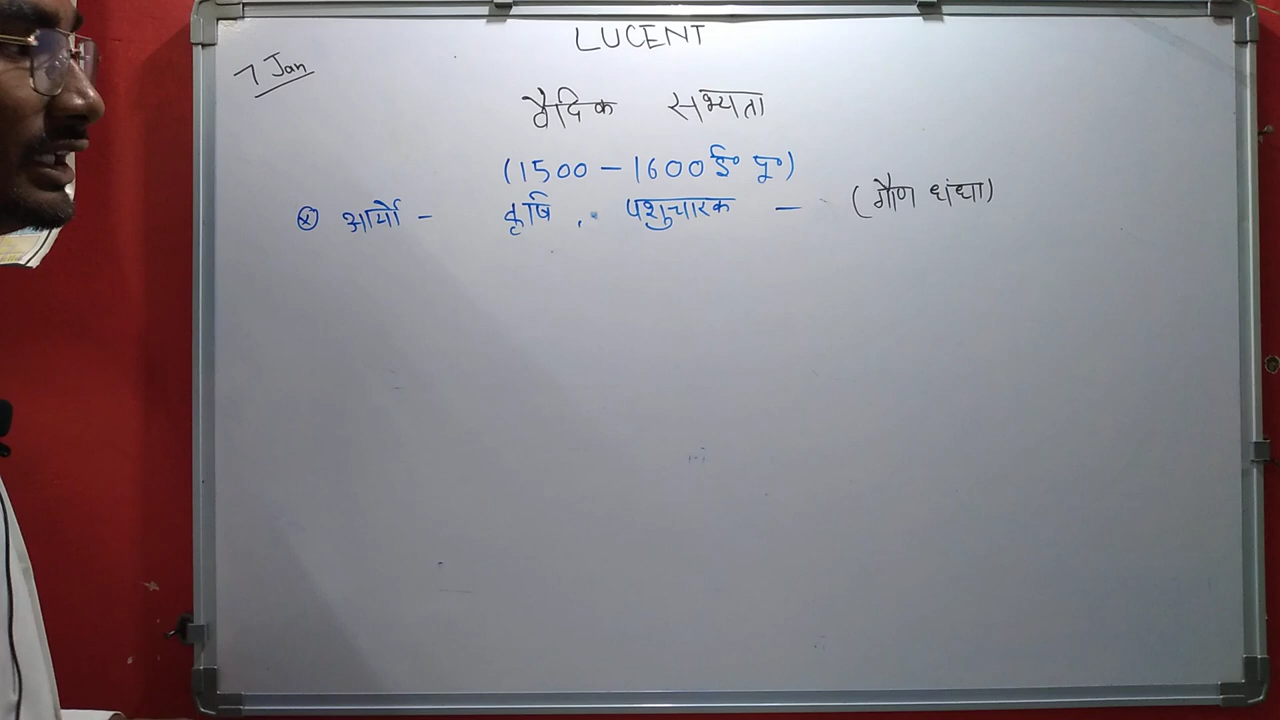 LUCENT
7 Jan
वैदिक सभ्यता
(1500 - 1600 ई० पू०)
⊛ आर्यो - कृषि , पशुचारक - (गौण धंधा)